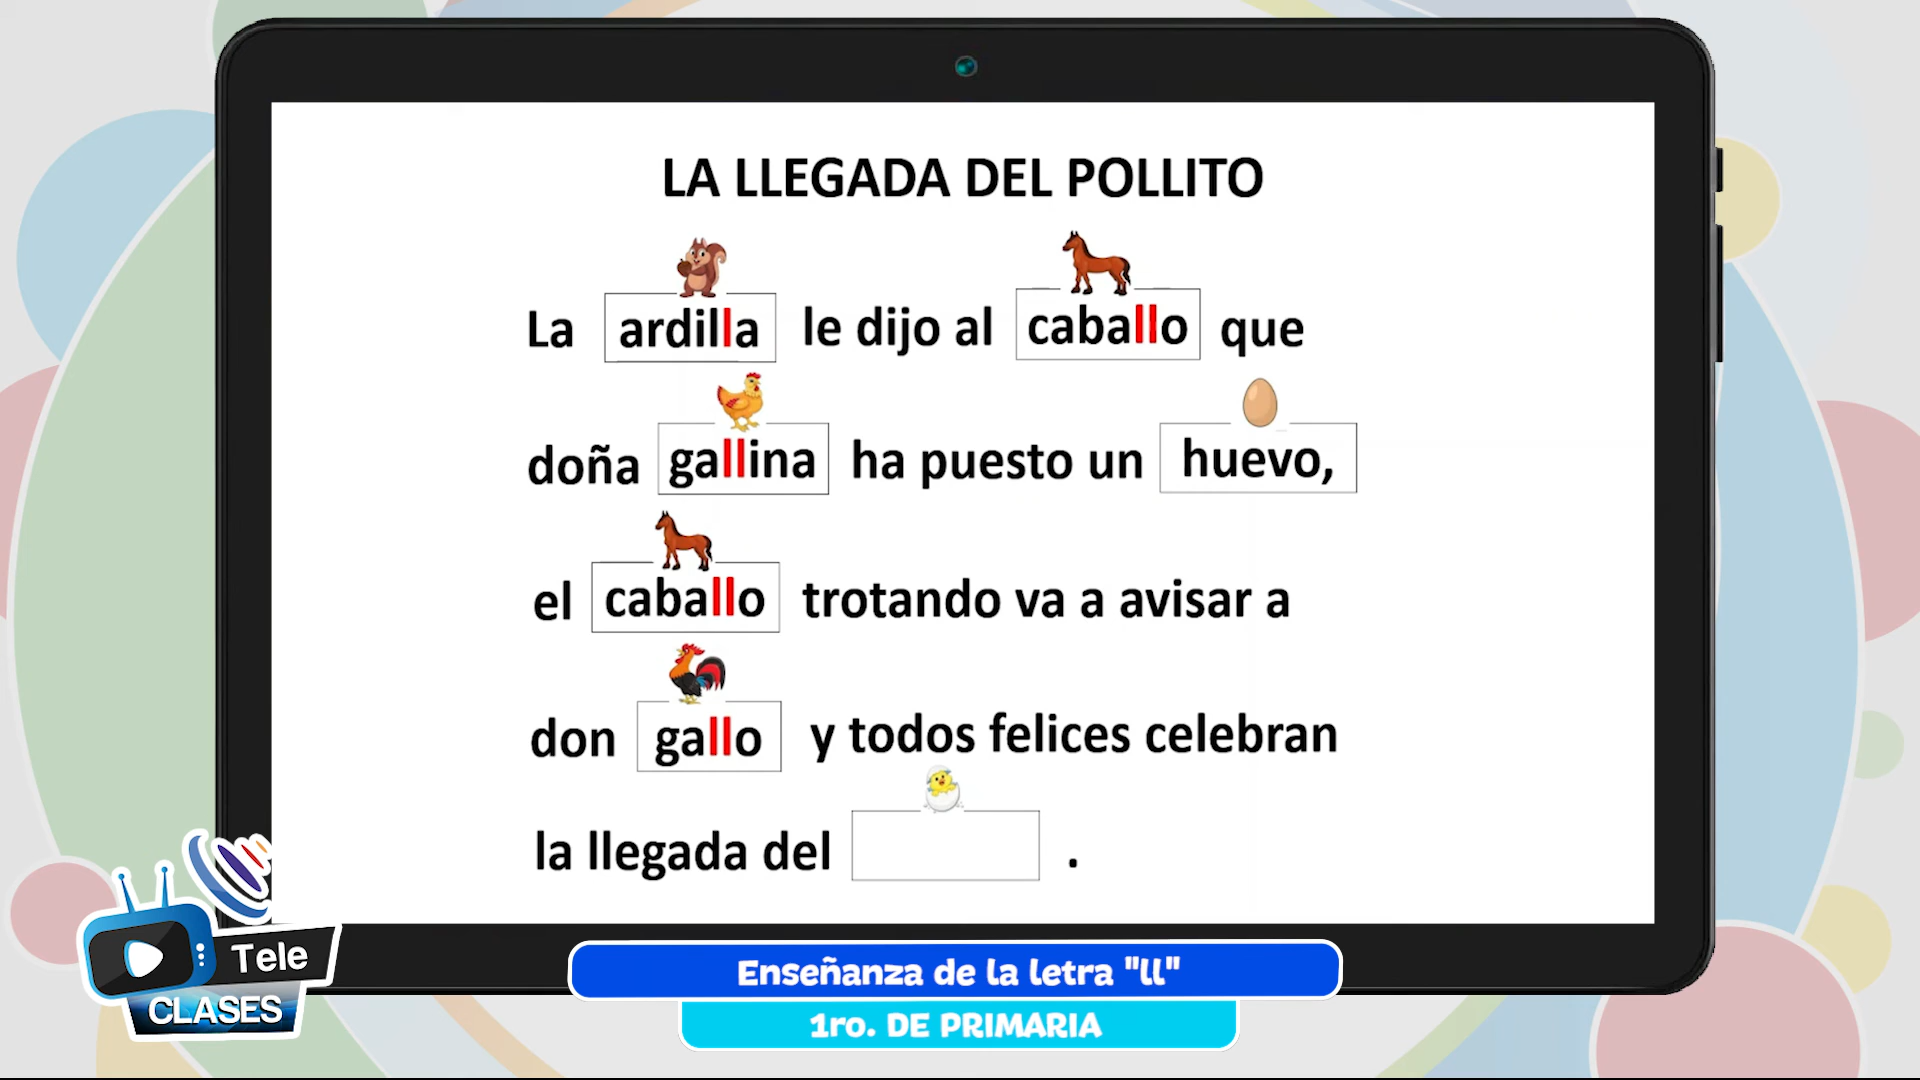 LA LLEGADA DEL POLLITO
La ardilla le dijo al caballo que
doña gallina ha puesto un huevo,
el caballo trotando va a avisar a
don gallo y todos felices celebran
la llegada del .
Tele
CLASES
Enseñanza de la letra "ll"
1ro. DE PRIMARIA